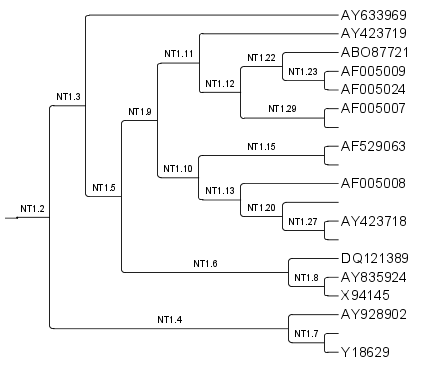 AY633969
AY423719
NT1.11
ABO87721
NT1.22
AF005009
NT1.23
NT1.12
AF005024
NT1.3
AF005007
NT1.29
NT1.9
AF529063
NT1.15
NT1.10
AF005008
NT1.5
NT1.13
NT1.2
NT1.20
AY423718
NT1.27
DQ121389
NT1.6
AY835924
NT1.8
X94145
AY928902
NT1.4
NT1.7
Y18629